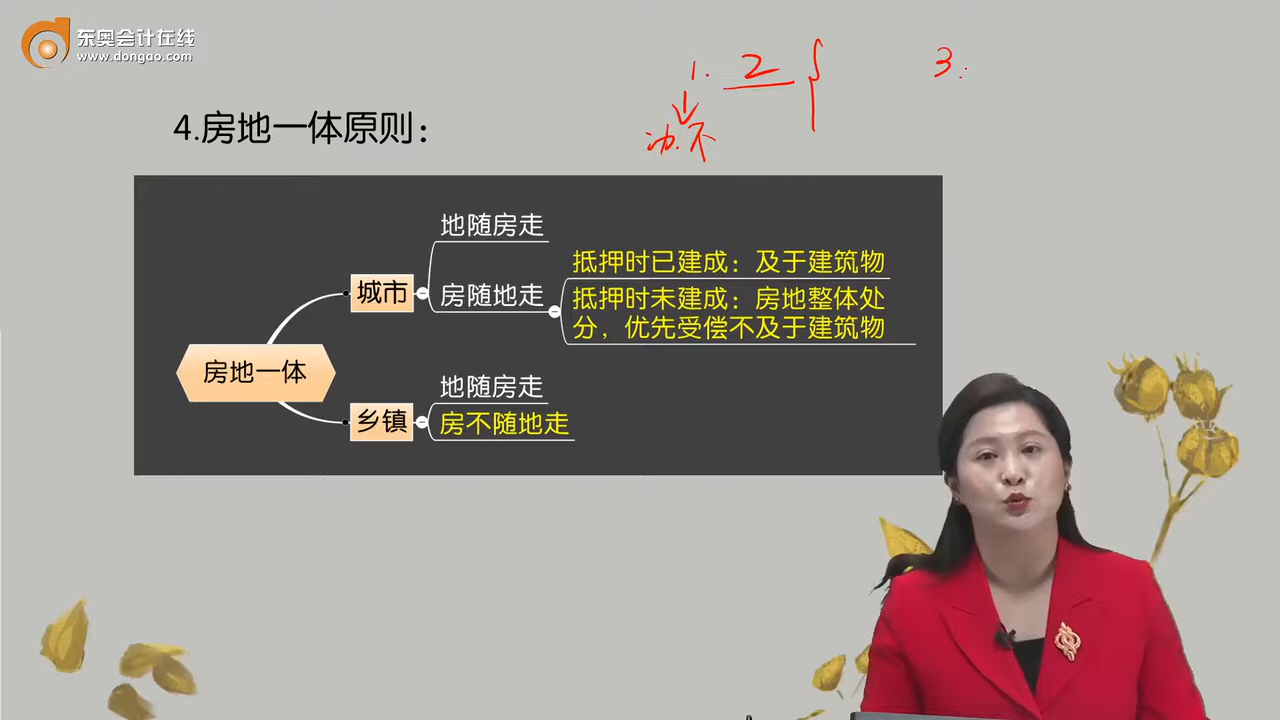 东奥会计在线
www.dongao.com
1. 2 3.
不
4.房地一体原则：
房地一体
城市
地随房走
房随地走
抵押时已建成：及于建筑物
抵押时未建成：房地整体处
分，优先受偿不及于建筑物
乡镇
地随房走
房不随地走